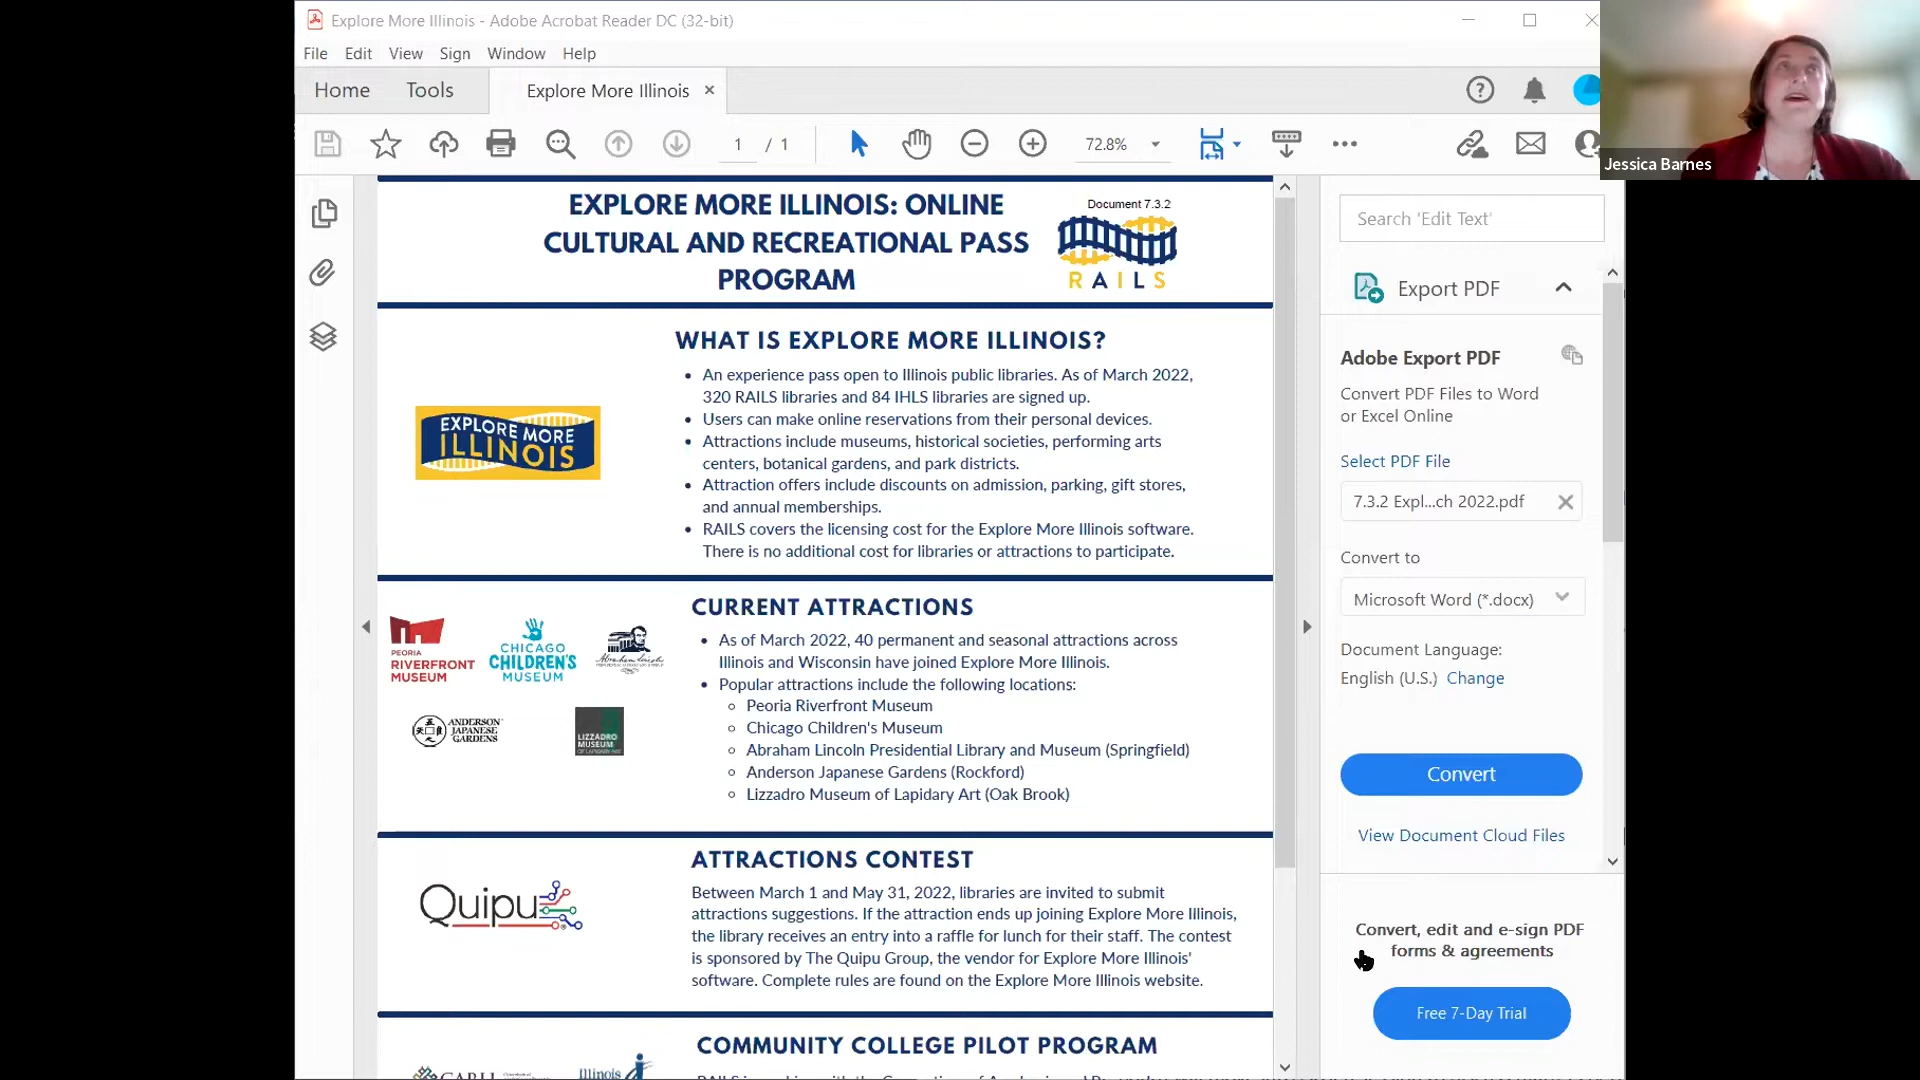 Explore More Illinois - Adobe Acrobat Reader DC (32-bit)
File Edit View Sign Window Help
Home Tools Explore More Illinois
1 / 1 72.8%
Jessica Barnes
EXPLORE MORE ILLINOIS: ONLINE
CULTURAL AND RECREATIONAL PASS
PROGRAM
Document 7.3.2
RAILS
WHAT IS EXPLORE MORE ILLINOIS?
• An experience pass open to Illinois public libraries. As of March 2022,
320 RAILS libraries and 84 IHLS libraries are signed up.
• Users can make online reservations from their personal devices.
• Attractions include museums, historical societies, performing arts
centers, botanical gardens, and park districts.
• Attraction offers include discounts on admission, parking, gift stores,
and annual memberships.
• RAILS covers the licensing cost for the Explore More Illinois software.
There is no additional cost for libraries or attractions to participate.
EXPLORE MORE
ILLINOIS
CURRENT ATTRACTIONS
• As of March 2022, 40 permanent and seasonal attractions across
Illinois and Wisconsin have joined Explore More Illinois.
• Popular attractions include the following locations:
Peoria Riverfront Museum
Chicago Children's Museum
Abraham Lincoln Presidential Library and Museum (Springfield)
Anderson Japanese Gardens (Rockford)
Lizzadro Museum of Lapidary Art (Oak Brook)
PEORIA
RIVERFRONT
MUSEUM
CHICAGO
CHILDREN'S
MUSEUM
Abraham Lincoln
ANDERSON
JAPANESE
GARDENS
LIZZADRO
MUSEUM
OF LAPIDARY ART
ATTRACTIONS CONTEST
Between March 1 and May 31, 2022, libraries are invited to submit
attractions suggestions. If the attraction ends up joining Explore More Illinois,
the library receives an entry into a raffle for lunch for their staff. The contest
is sponsored by The Quipu Group, the vendor for Explore More Illinois'
software. Complete rules are found on the Explore More Illinois website.
Quipu
COMMUNITY COLLEGE PILOT PROGRAM
CARLI
Illinois
Search 'Edit Text'
Export PDF
Adobe Export PDF
Convert PDF Files to Word
or Excel Online
Select PDF File
7.3.2 Expl...ch 2022.pdf
Convert to
Microsoft Word (*.docx)
Document Language:
English (U.S.) Change
Convert
View Document Cloud Files
Convert, edit and e-sign PDF
forms & agreements
Free 7-Day Trial